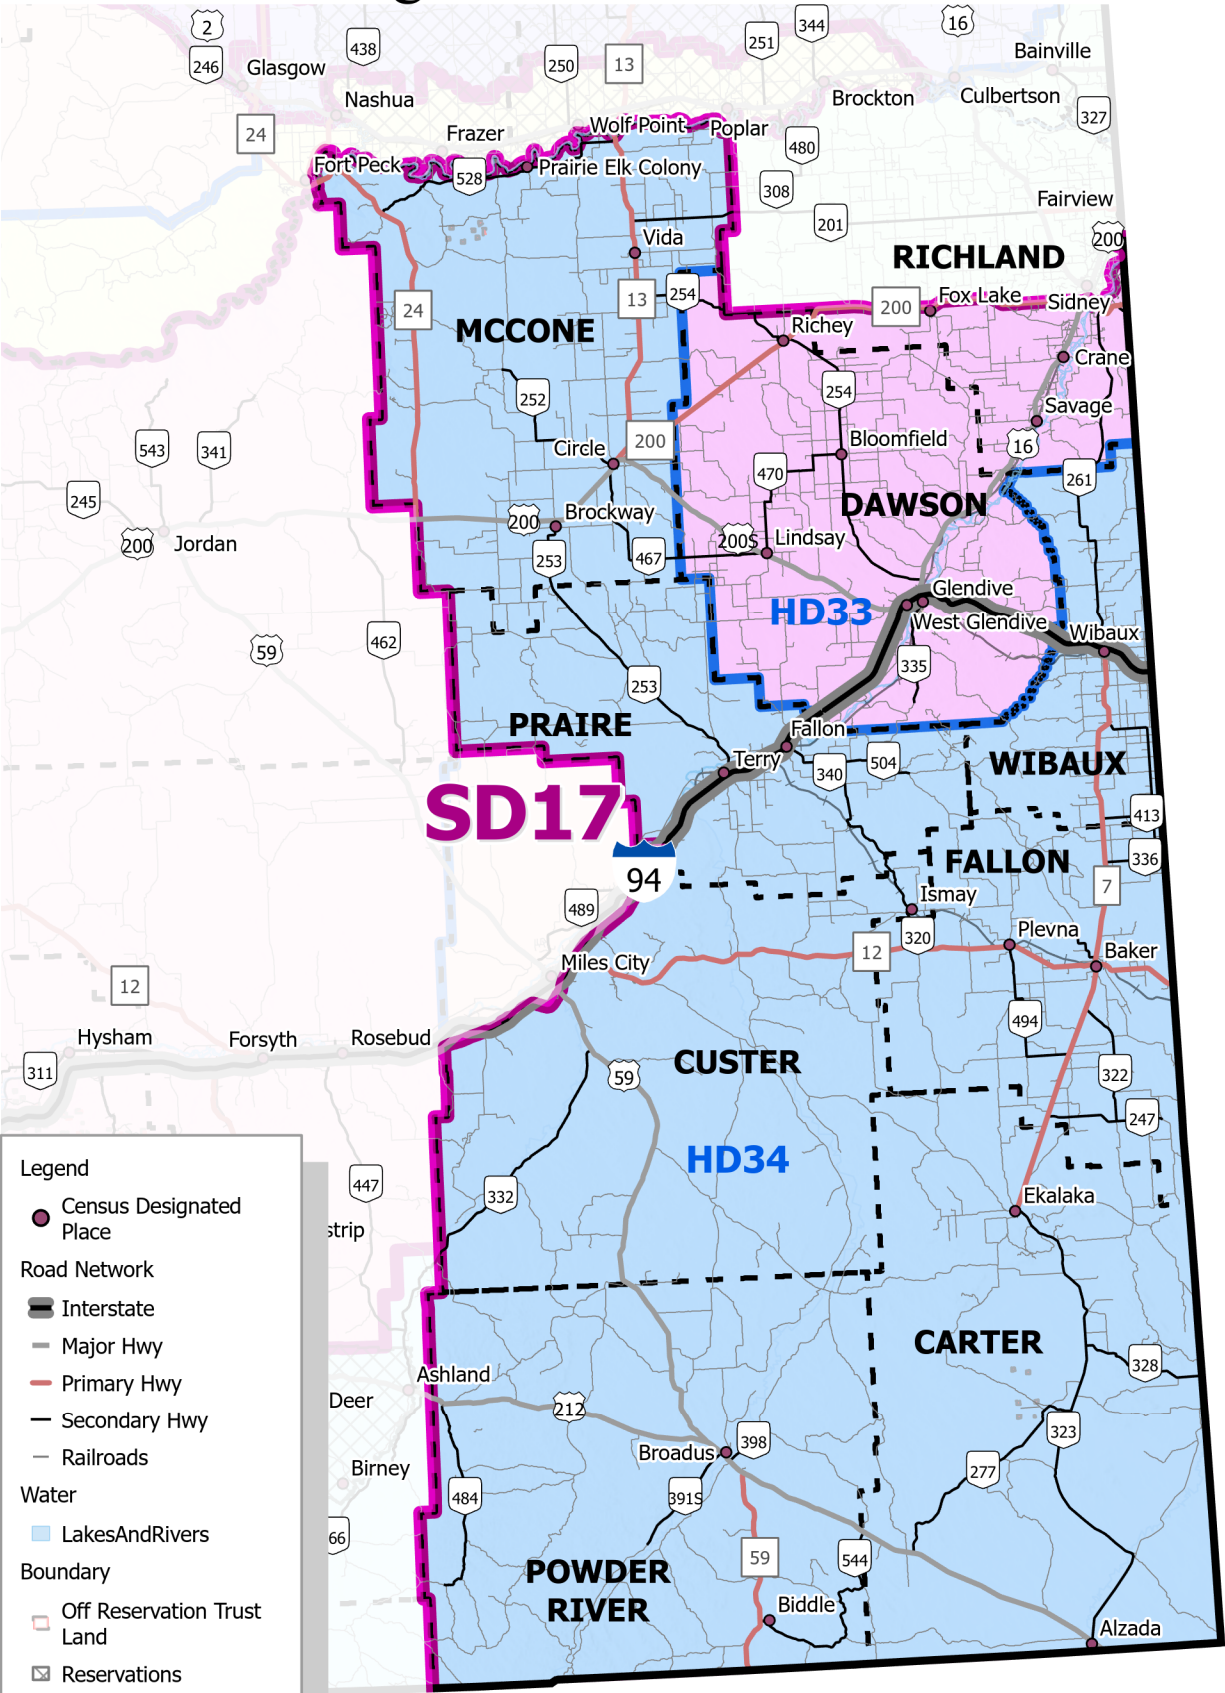 2
246
Glasgow
438
250
13
251
344
16
Bainville
24
Nashua
Frazer
Brockton
Culbertson
327
Wolf Point
Poplar
480
Fort Peck
528
Prairie Elk Colony
308
201
Fairview
200
Vida
RICHLAND
24
13
254
200
Fox Lake
Sidney
MCCONE
Richey
Crane
252
254
Savage
543
341
Circle
200
Bloomfield
16
245
470
261
200
Jordan
200
Brockway
DAWSON
253
467
200S
Lindsay
59
462
HD33
Glendive
West Glendive
Wibaux
335
253
PRAIRE
Fallon
Terry
340
504
WIBAUX
SD17
413
94
FALLON
336
489
Ismay
7
320
Plevna
12
Baker
Miles City
12
Hysham
Forsyth
Rosebud
494
311
59
CUSTER
322
247
HD34
447
332
Ekalaka
strip
CARTER
328
Ashland
Deer
212
Broadus
398
323
Birney
484
391S
277
66
POWDER
RIVER
59
544
Biddle
Alzada
Legend
Census Designated
Place
Road Network
Interstate
Major Hwy
Primary Hwy
Secondary Hwy
Railroads
Water
LakesAndRivers
Boundary
Off Reservation Trust
Land
Reservations